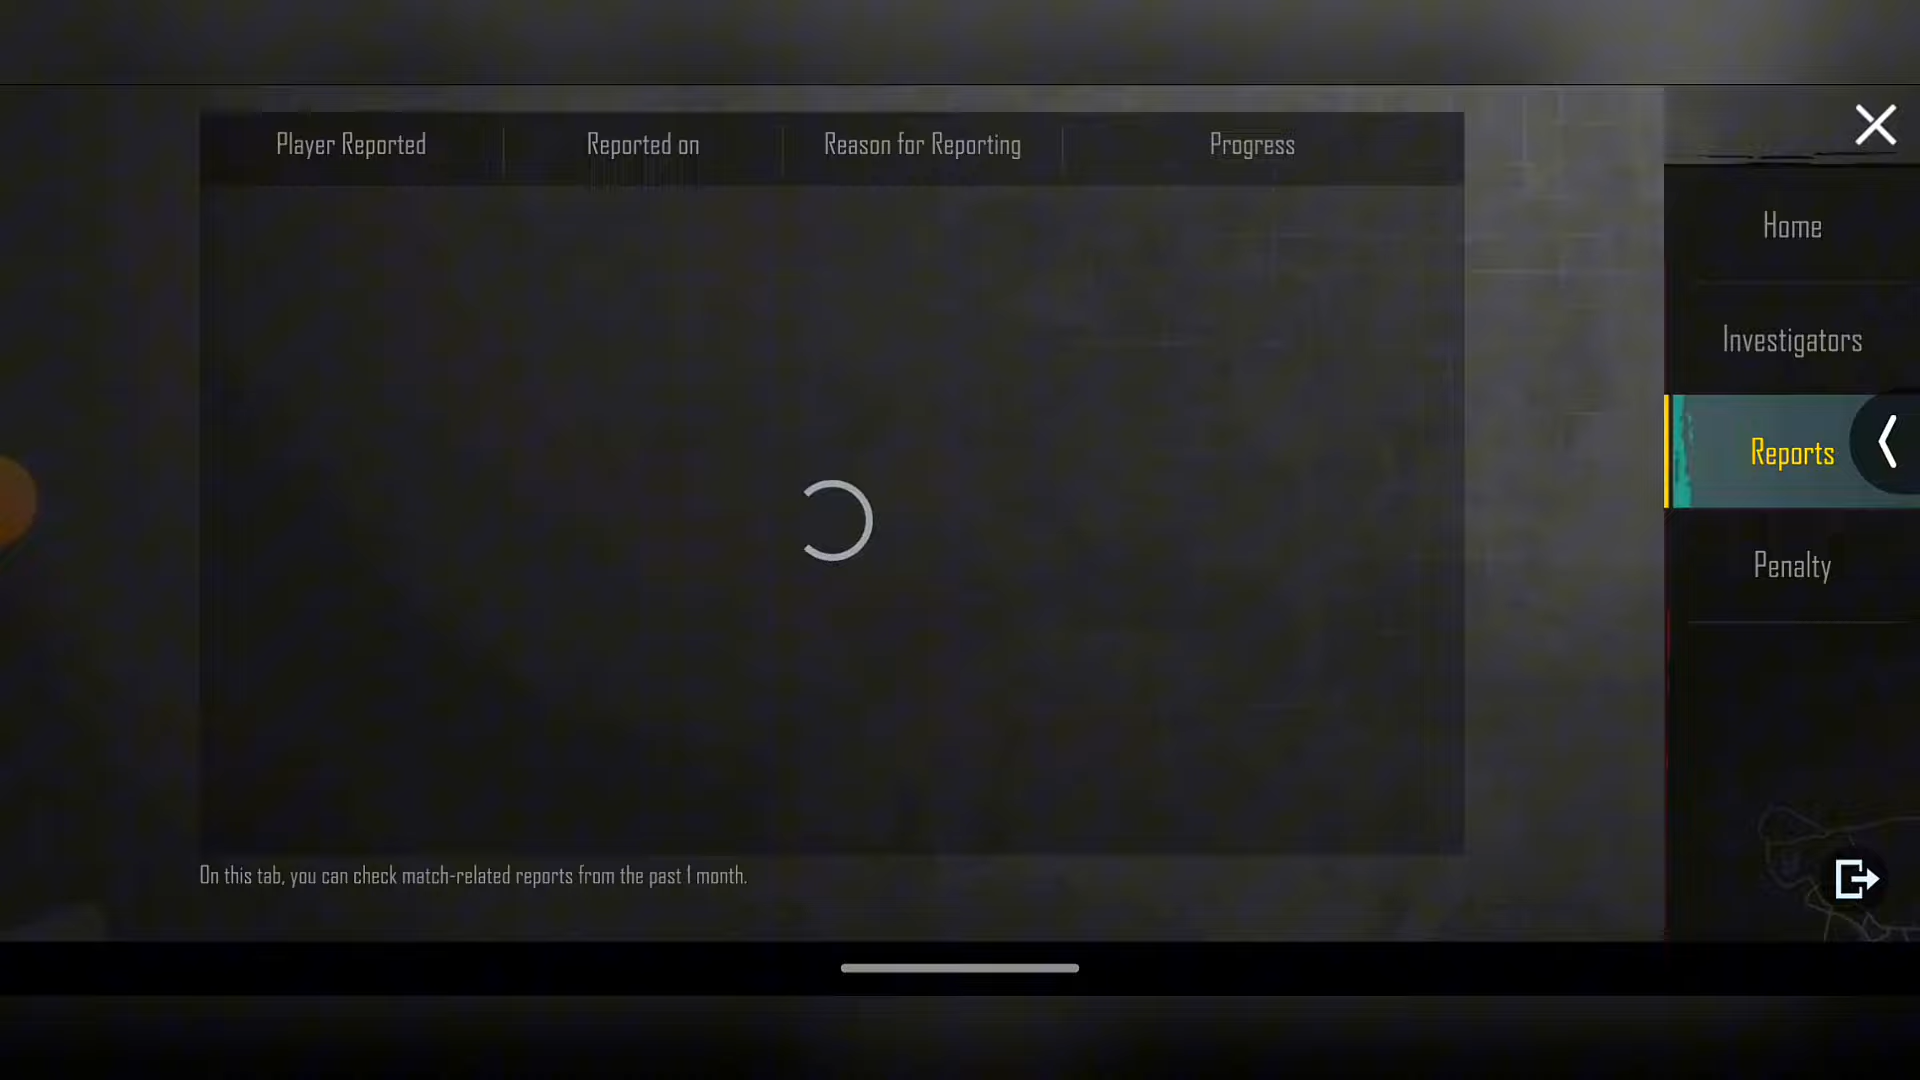 Player Reported
Reported on
Reason for Reporting
Progress
Home
Investigators
Reports
Penalty
On this tab, you can check match-related reports from the past 1 month.